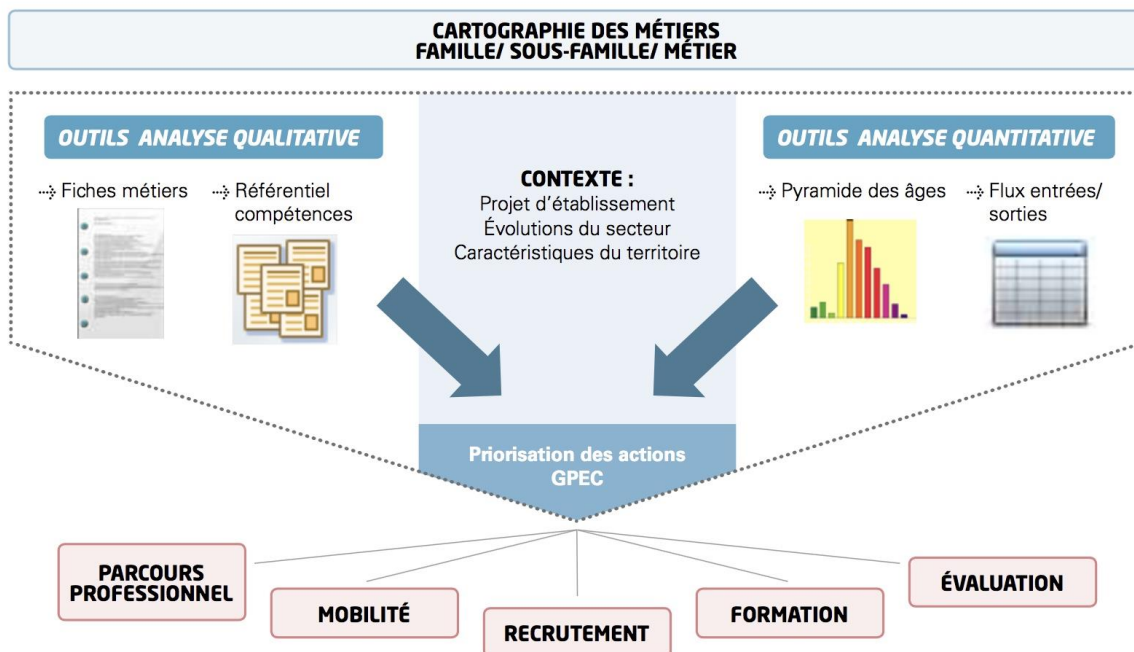 CARTOGRAPHIE DES MÉTIERS
FAMILLE/ SOUS-FAMILLE/ MÉTIER
OUTILS ANALYSE QUALITATIVE
Fiches métiers
Référentiel
compétences
CONTEXTE :
Projet d'établissement
Évolutions du secteur
Caractéristiques du territoire
OUTILS ANALYSE QUANTITATIVE
Pyramide des âges
Flux entrées/
sorties
Priorisation des actions
GPEC
PARCOURS
PROFESSIONNEL
MOBILITÉ
RECRUTEMENT
FORMATION
ÉVALUATION